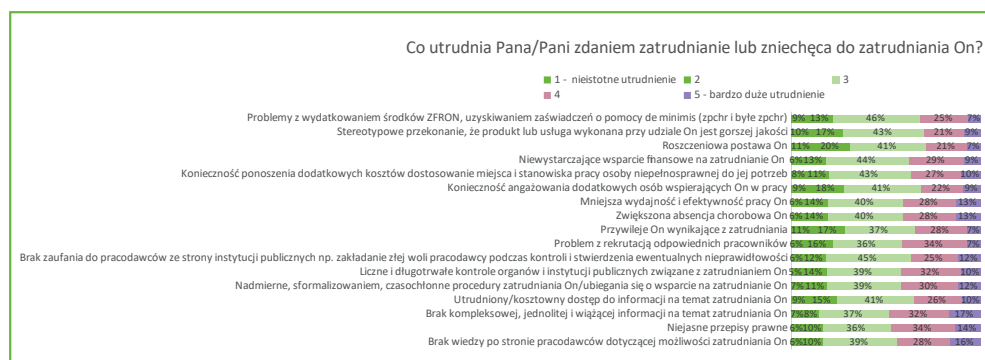 Co utrudnia Pana/Pani zdaniem zatrudnianie lub zniechęca do zatrudniania On?
1 - nieistotne utrudnienie 2 3
4 5 - bardzo duże utrudnienie
Problemy z wydatkowaniem środków ZFRON, uzyskiwaniem zaświadczeń o pomocy de minimis (zpchr i byłe zpchr) 9% 13% 46% 25% 7%
Stereotypowe przekonanie, że produkt lub usługa wykonana przy udziale On jest gorszej jakości 10% 17% 43% 21% 9%
Roszczeniowa postawa On 11% 20% 41% 21% 7%
Niewystarczające wsparcie finansowe na zatrudnianie On 6% 13% 44% 29% 9%
Konieczność ponoszenia dodatkowych kosztów dostosowanie miejsca i stanowiska pracy osoby niepełnosprawnej do jej potrzeb 8% 11% 43% 27% 10%
Konieczność angażowania dodatkowych osób wspierających On w pracy 9% 18% 41% 22% 9%
Mniejsza wydajność i efektywność pracy On 6% 14% 40% 28% 13%
Zwiększona absencja chorobowa On 6% 14% 40% 28% 13%
Przywileje On wynikające z zatrudniania 11% 17% 37% 28% 7%
Problem z rekrutacją odpowiednich pracowników 6% 16% 36% 34% 7%
Brak zaufania do pracodawców ze strony instytucji publicznych np. zakładanie złej woli pracodawcy podczas kontroli i stwierdzenia ewentualnych nieprawidłowości 6% 12% 45% 25% 12%
Liczne i długotrwałe kontrole organów i instytucji publicznych związane z zatrudnianiem On 5% 14% 39% 32% 10%
Nadmierne, sformalizowaniem, czasochłonne procedury zatrudniania On/ubiegania się o wsparcie na zatrudnianie On 7% 11% 39% 30% 12%
Utrudniony/kosztowny dostęp do informacji na temat zatrudniania On 9% 15% 41% 26% 10%
Brak kompleksowej, jednolitej i wiążącej informacji na temat zatrudniania On 7% 8% 37% 32% 17%
Niejasne przepisy prawne 6% 10% 36% 34% 14%
Brak wiedzy po stronie pracodawców dotyczącej możliwości zatrudniania On 6% 10% 39% 28% 16%